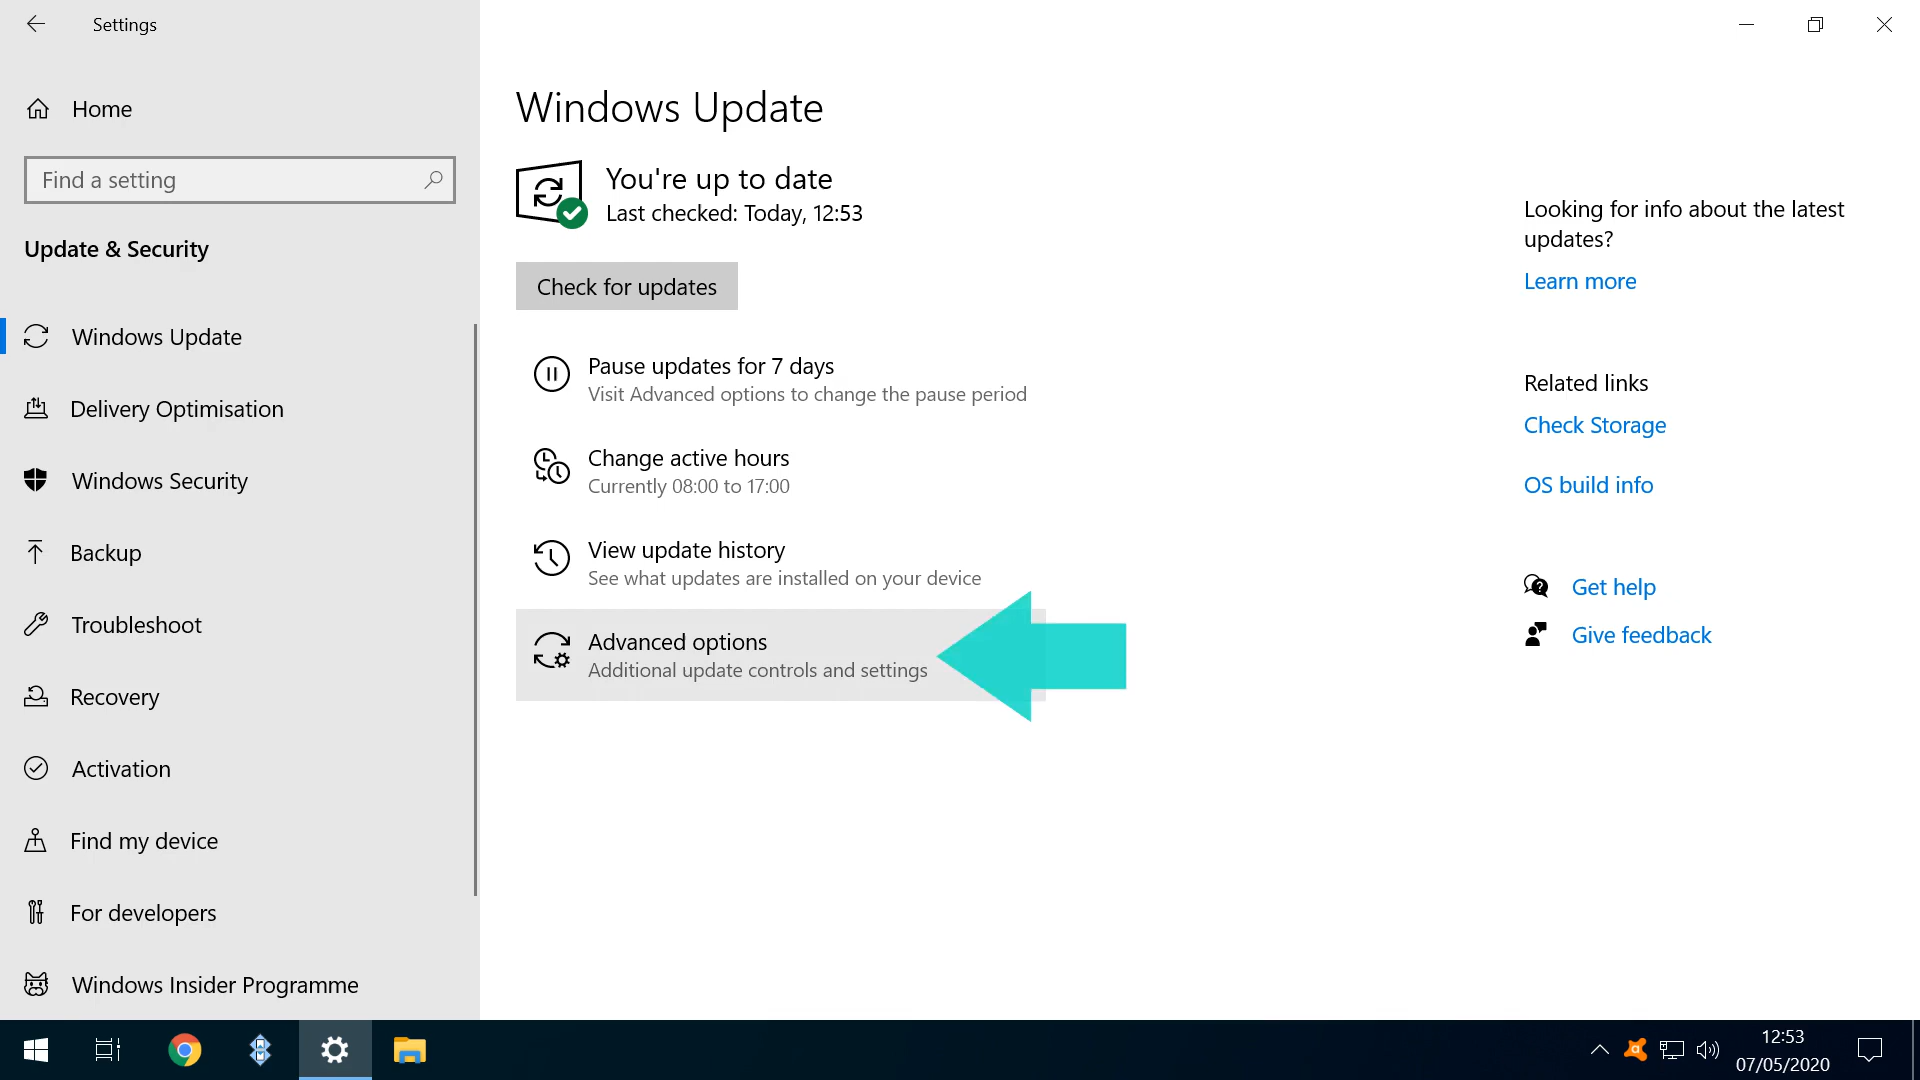 Settings
Home
Find a setting
Update & Security
Windows Update
Delivery Optimisation
Windows Security
Backup
Troubleshoot
Recovery
Activation
Find my device
For developers
Windows Insider Programme
Windows Update
You're up to date
Last checked: Today, 12:53
Check for updates
Pause updates for 7 days
Visit Advanced options to change the pause period
Change active hours
Currently 08:00 to 17:00
View update history
See what updates are installed on your device
Advanced options
Additional update controls and settings
Looking for info about the latest
updates?
Learn more
Related links
Check Storage
OS build info
Get help
Give feedback
12:53
07/05/2020